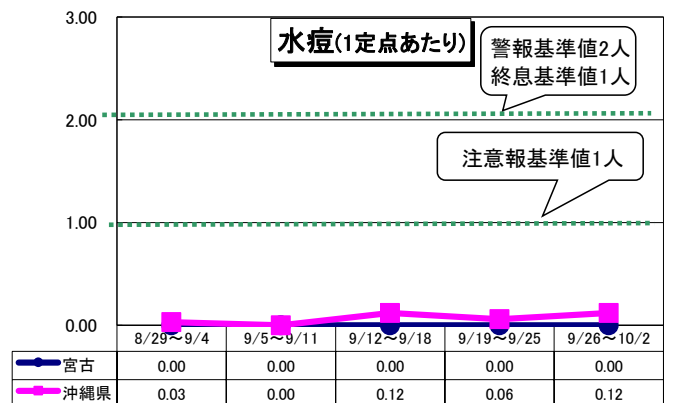 水痘(1定点あたり)
警報基準値2人
終息基準値1人
注意報基準値1人
3.00
2.00
1.00
0.00
8/29～9/4 9/5～9/11 9/12～9/18 9/19～9/25 9/26～10/2
宮古 0.00 0.00 0.00 0.00 0.00
沖縄県 0.03 0.00 0.12 0.06 0.12